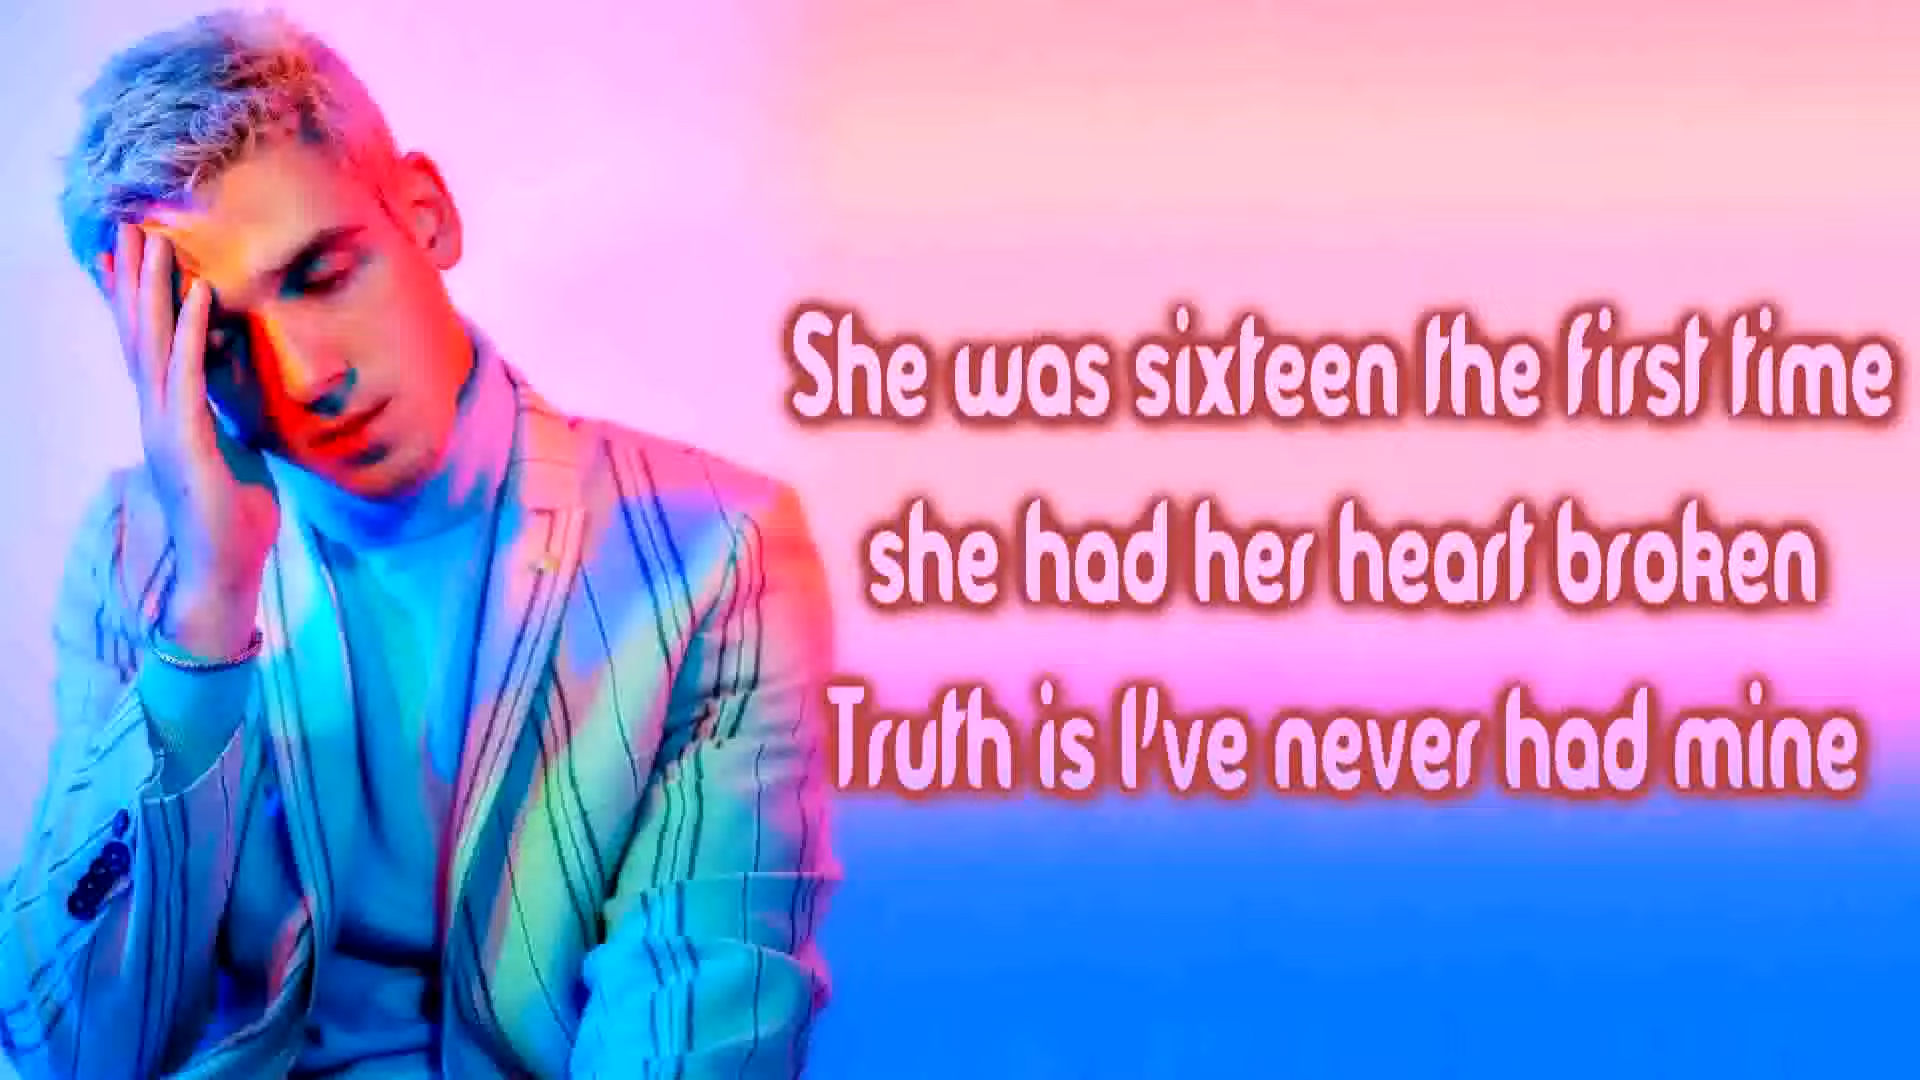 She was sixteen the first time
she had her heart broken
Truth is I've never had mine